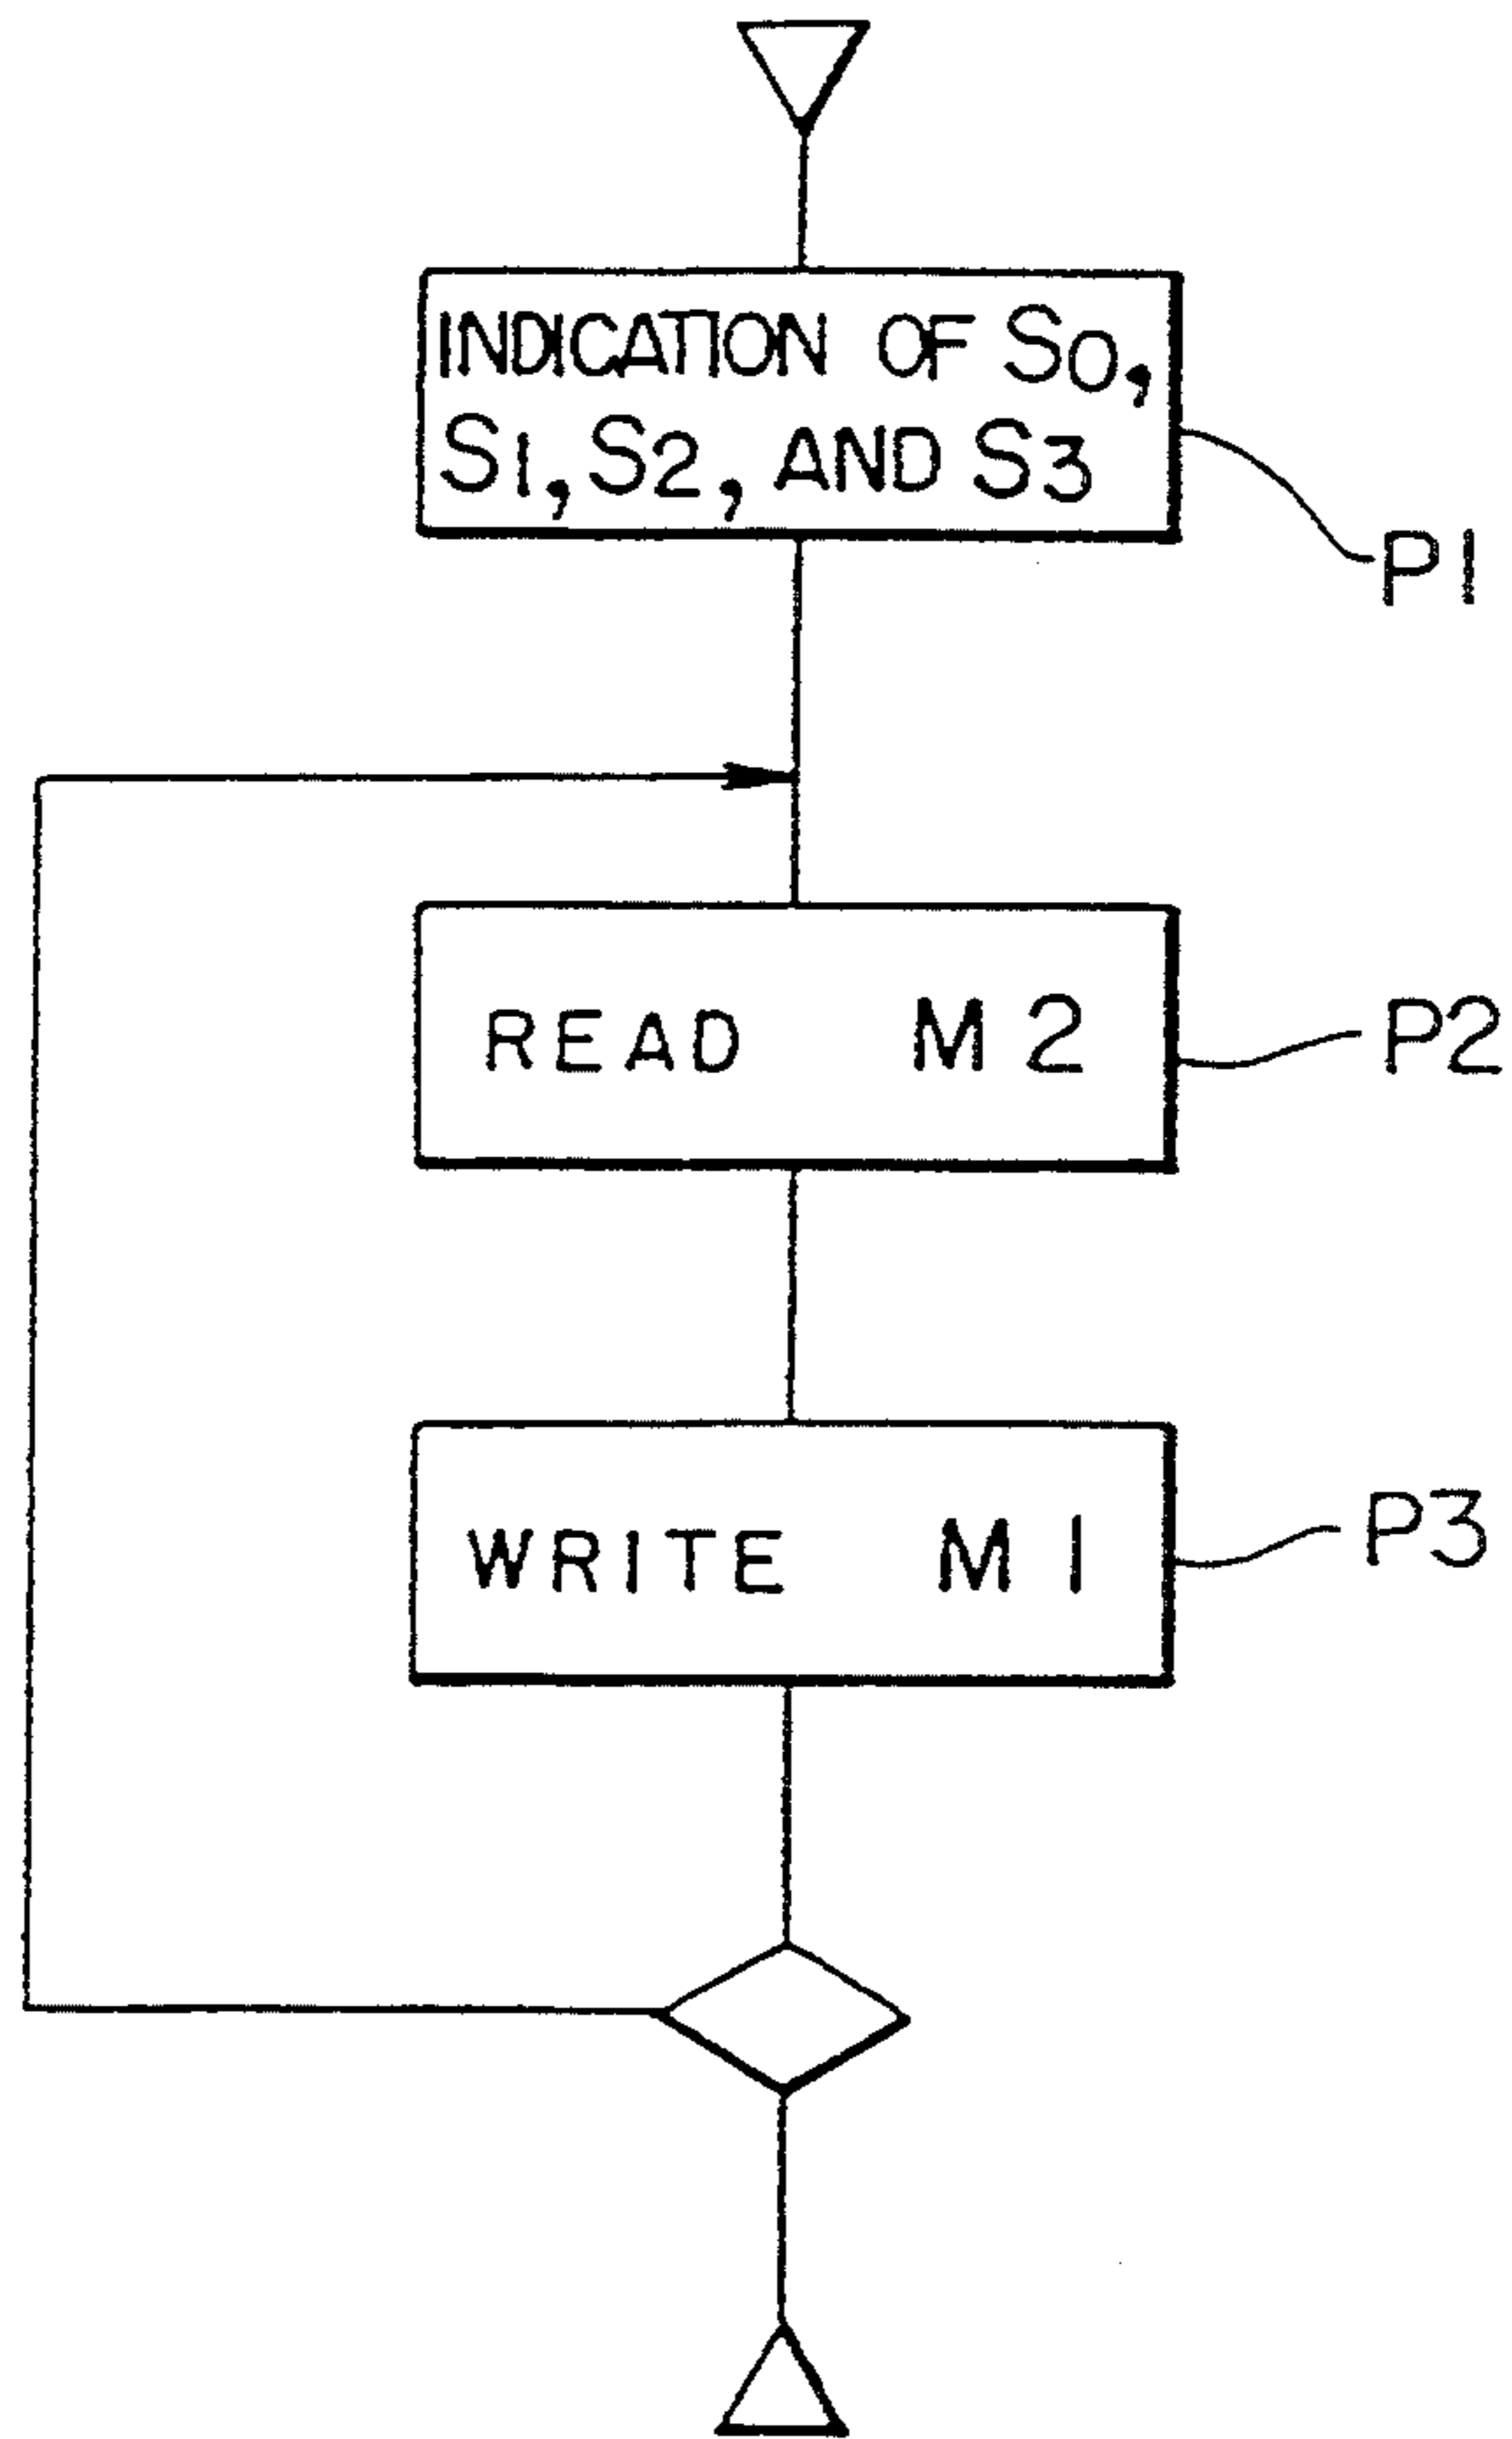 INDICATION OF S0,
S1, S2, AND S3
P1
READ M2
P2
WRITE M1
P3